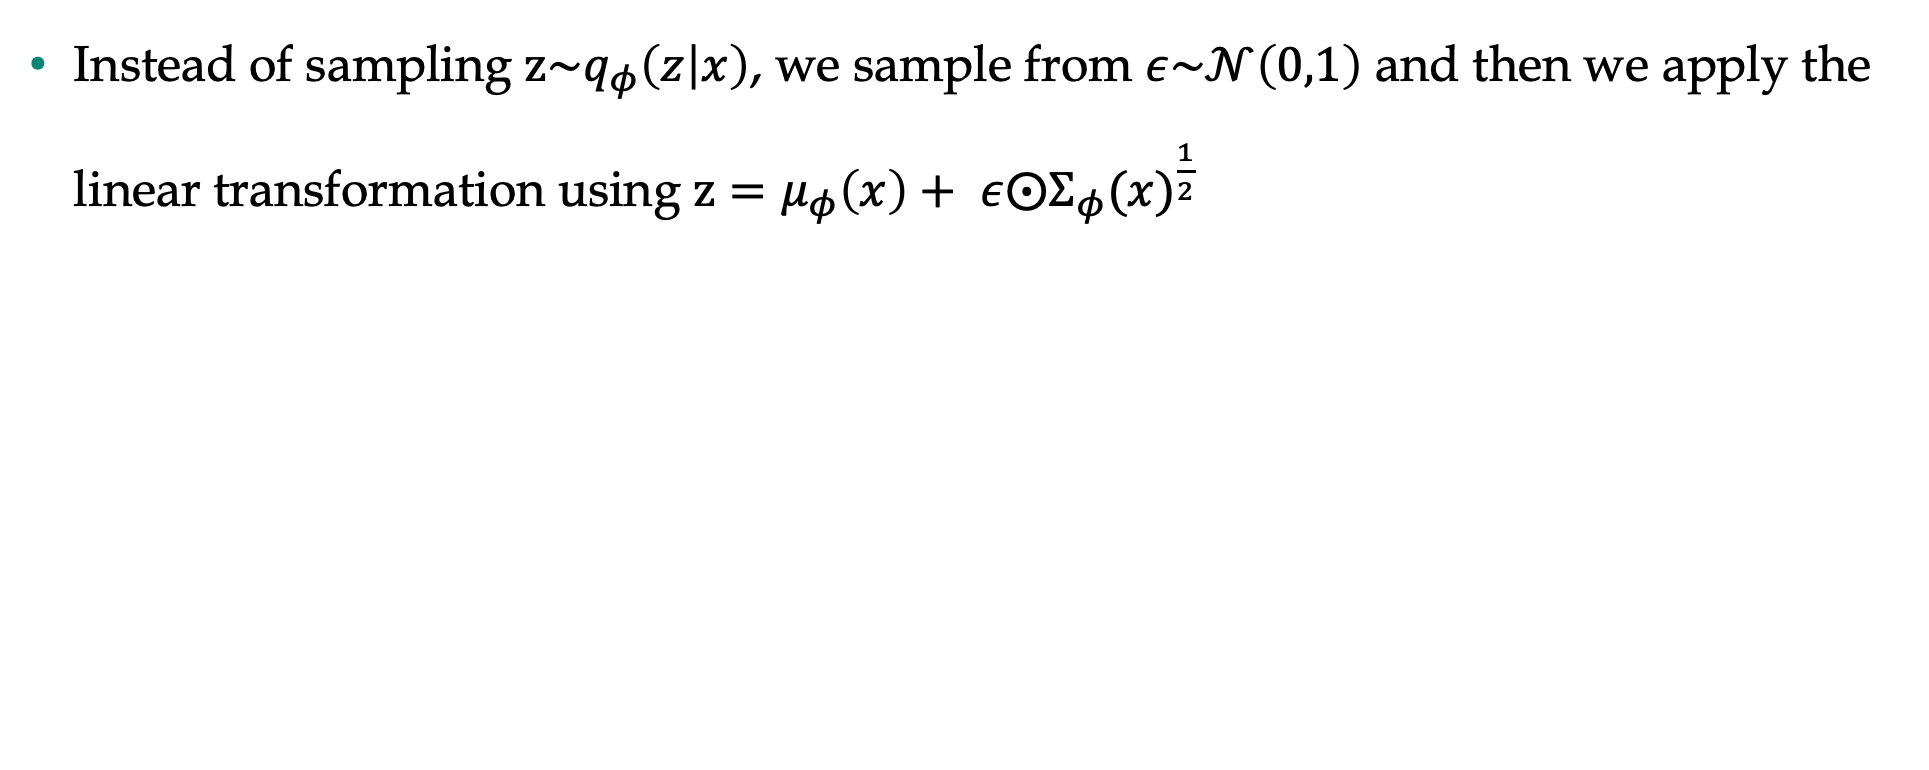 • Instead of sampling z~q_ϕ(z|x), we sample from ϵ~𝒩(0,1) and then we apply the
linear transformation using z = μ_ϕ(x) + ϵ⊙Σ_ϕ(x)^{1/2}